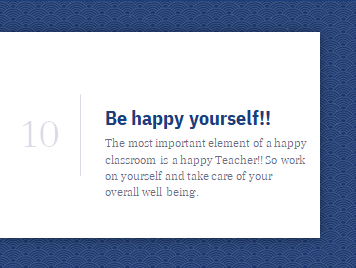 10
Be happy yourself!!
The most important element of a happy
classroom is a happy Teacher!! So work
on yourself and take care of your
overall well being.